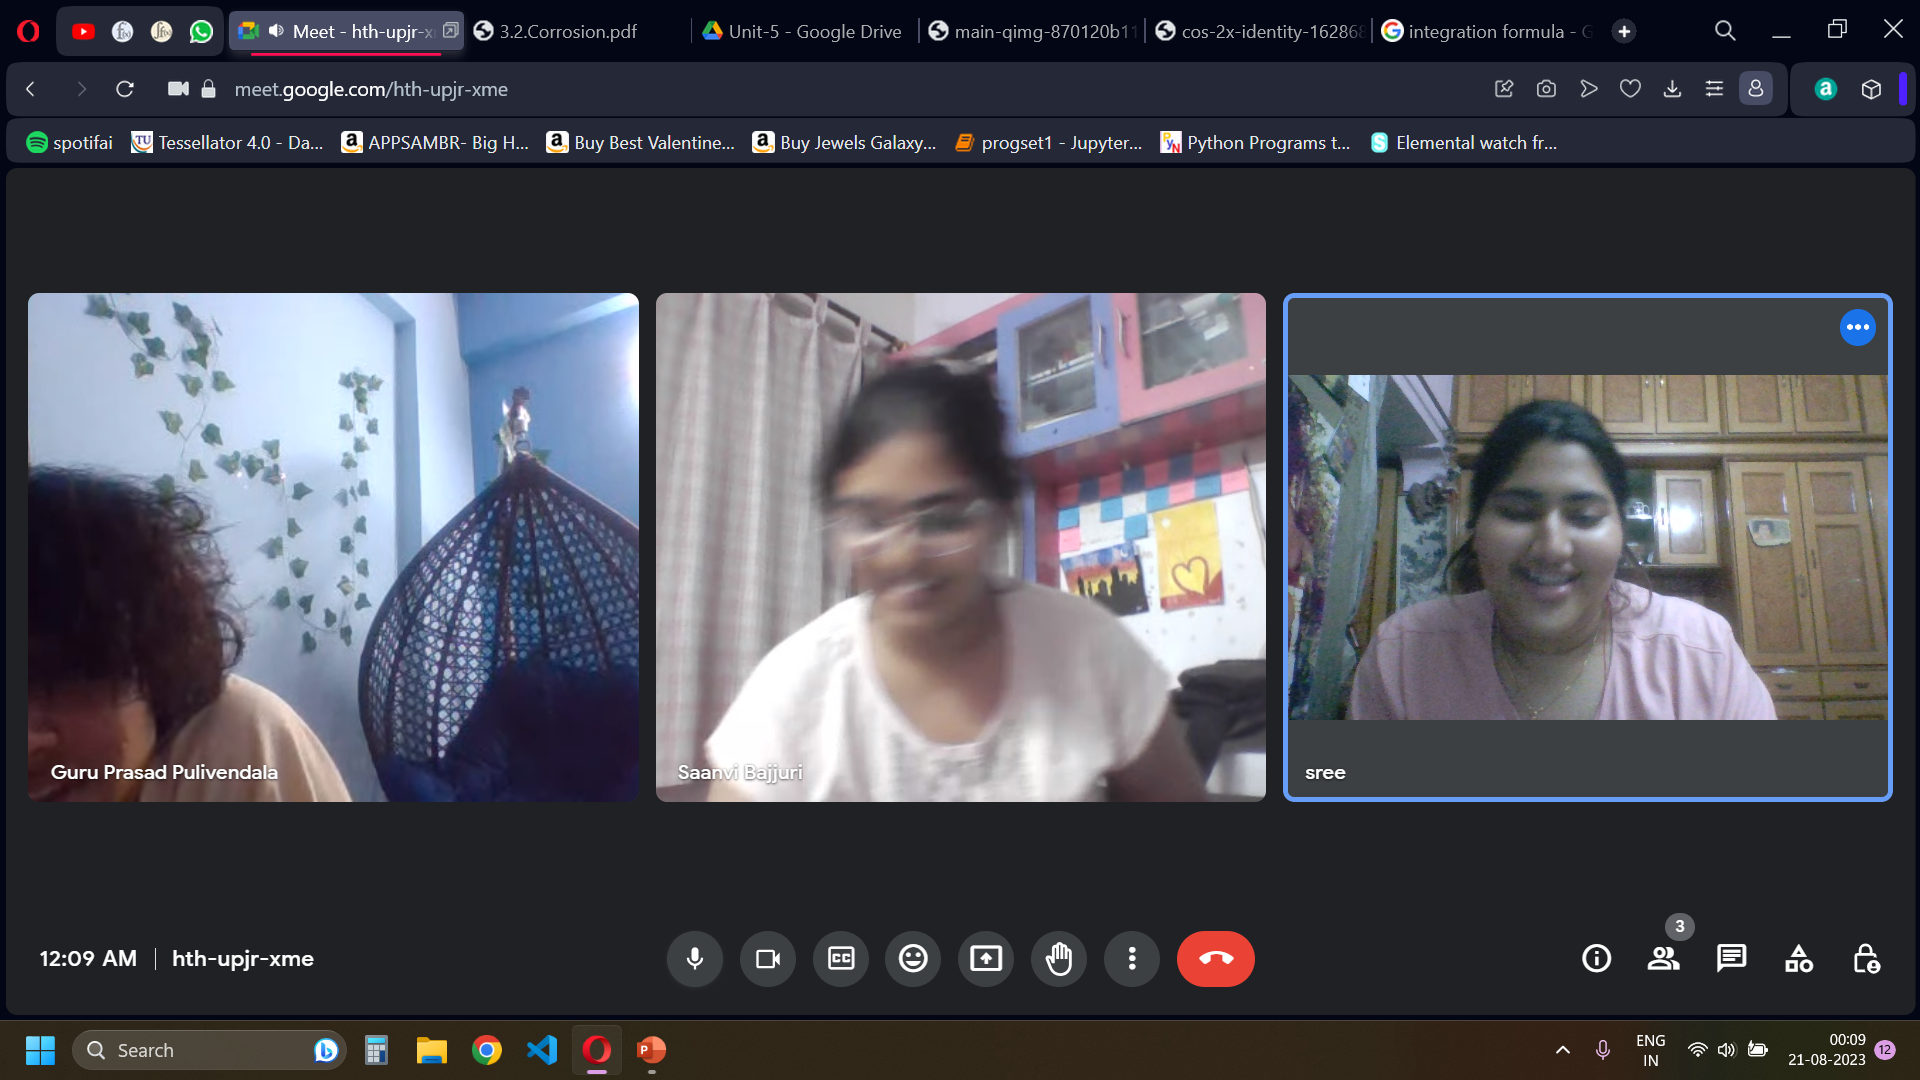 Meet - hth-upjr-x
3.2.Corrosion.pdf
Unit-5 - Google Drive
main-qimg-870120b11
cos-2x-identity-162868
integration formula - G
meet.google.com/hth-upjr-xme
spotifai
Tessellator 4.0 - Da...
APPSAMBR- Big H...
Buy Best Valentine...
Buy Jewels Galaxy...
progset1 - Jupyter...
Python Programs t...
Elemental watch fr...
Guru Prasad Pulivendala
Saanvi Bajjuri
sree
12:09 AM
hth-upjr-xme
CC
3
Search
ENG
IN
00:09
21-08-2023
12